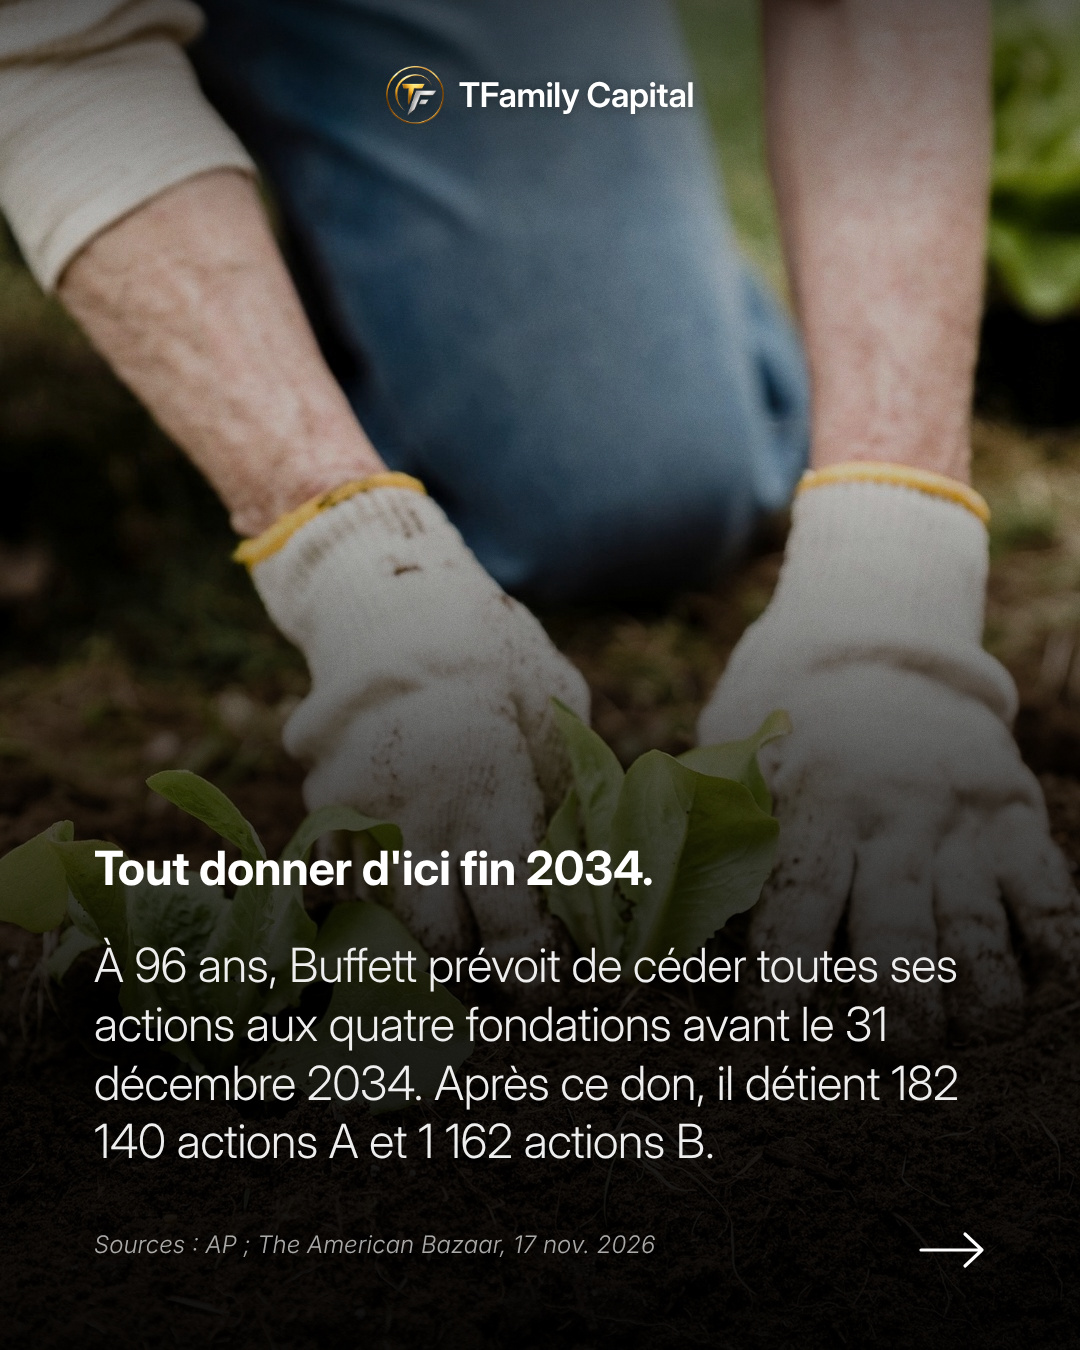 TF
TFamily Capital
Tout donner d'ici fin 2034.
À 96 ans, Buffett prévoit de céder toutes ses
actions aux quatre fondations avant le 31
décembre 2034. Après ce don, il détient 182
140 actions A et 1 162 actions B.
Sources : AP ; The American Bazaar, 17 nov. 2026